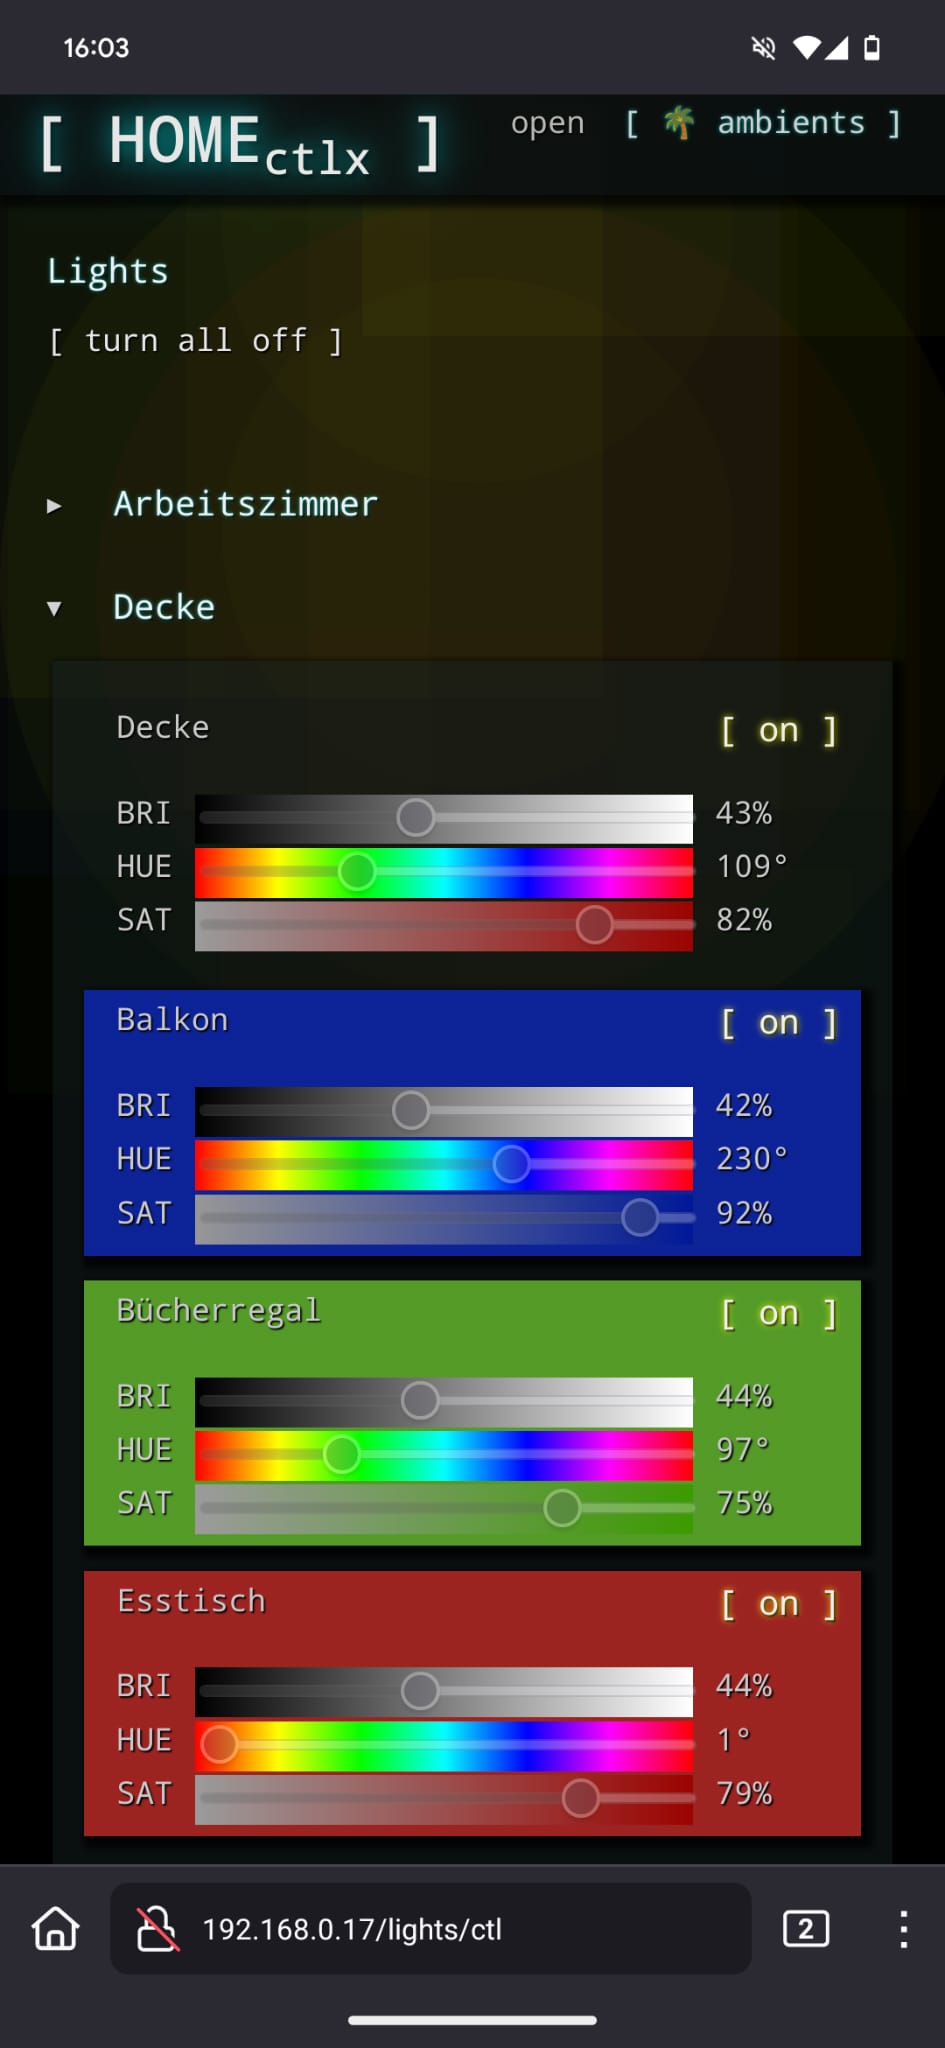 16:03
[ HOMEctlx ] open [ 🌴 ambients ]
Lights
[ turn all off ]
▶ Arbeitszimmer
▼ Decke
Decke [ on ]
BRI 43%
HUE 109°
SAT 82%
Balkon [ on ]
BRI 42%
HUE 230°
SAT 92%
Bücherregal [ on ]
BRI 44%
HUE 97°
SAT 75%
Esstisch [ on ]
BRI 44%
HUE 1°
SAT 79%
192.168.0.17/lights/ctl 2